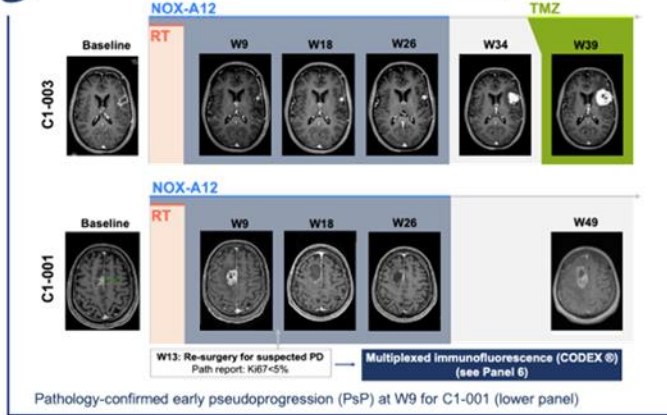 NOX-A12
TMZ
Baseline
RT
W9
W18
W26
W34
W39
C1-003
NOX-A12
Baseline
RT
W9
W18
W26
W49
C1-001
W13: Re-surgery for suspected PD
Path report: Ki67<5%
Multiplexed immunofluorescence (CODEX ®)
(see Panel 6)
Pathology-confirmed early pseudoprogression (PsP) at W9 for C1-001 (lower panel)